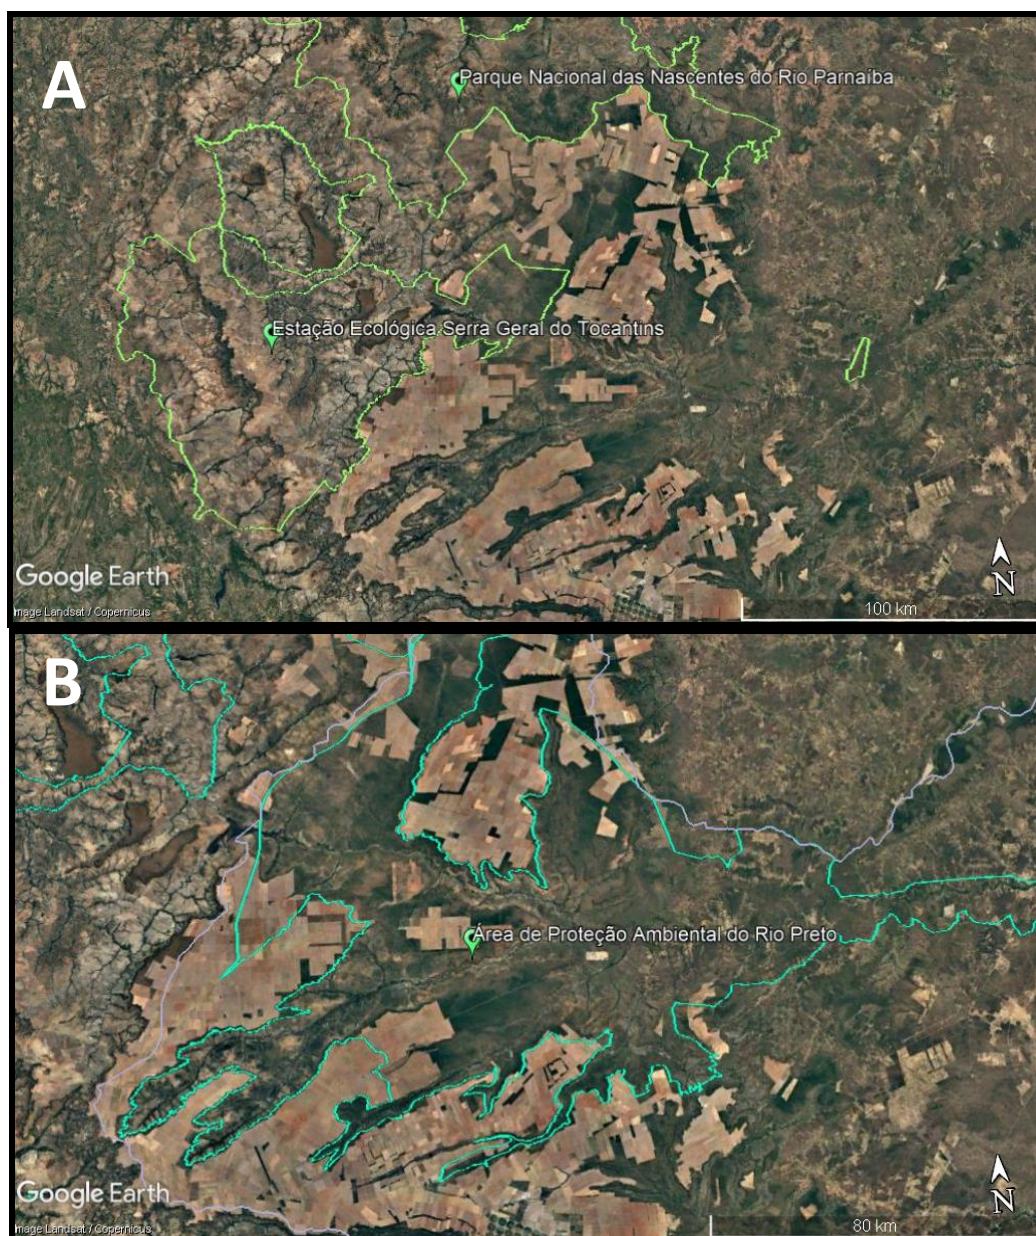 A
Parque Nacional das Nascentes do Rio Parnaíba
Estação Ecológica Serra Geral do Tocantins
Google Earth
N
Image Landsat / Copernicus
100 km
B
Área de Proteção Ambiental do Rio Preto
Google Earth
N
Image Landsat / Copernicus
80 km